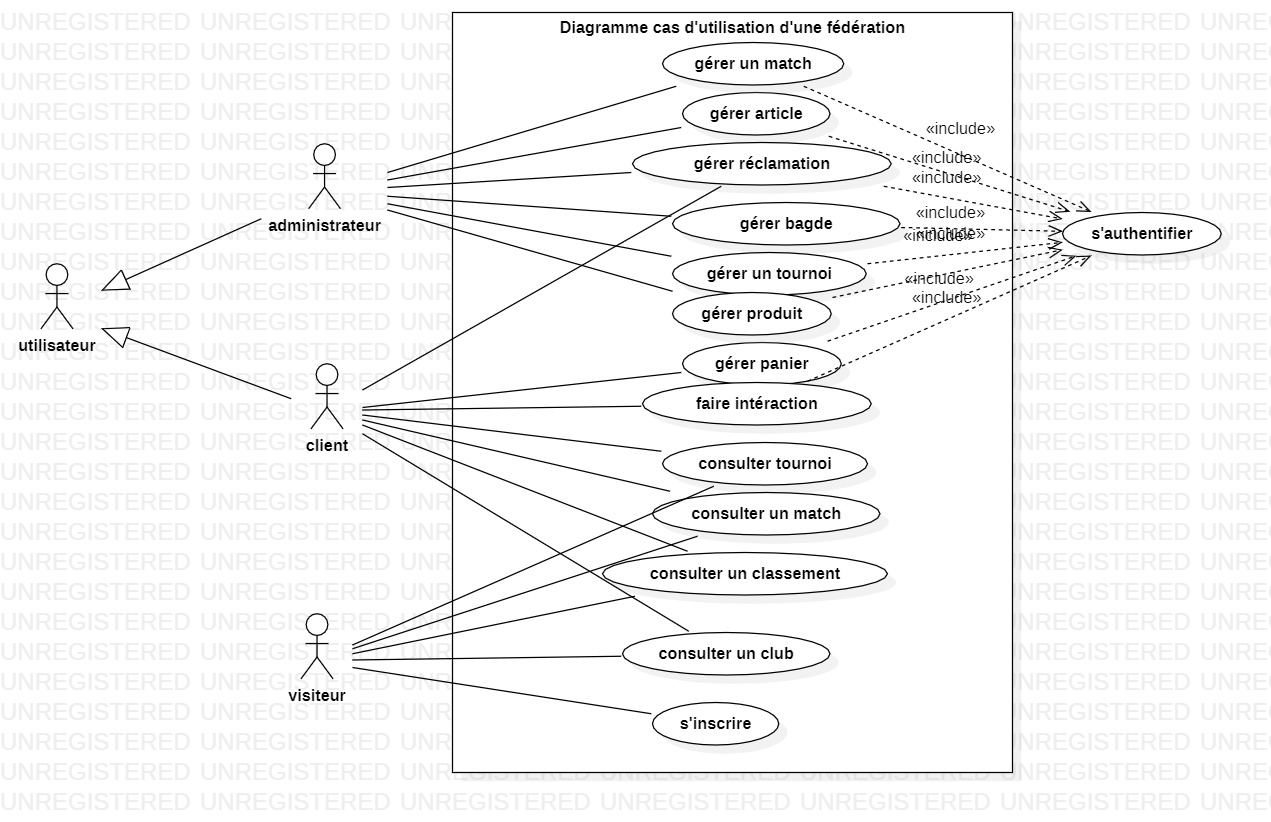 Diagramme cas d'utilisation d'une fédération
gérer un match
gérer article
«include»
gérer réclamation
«include»
«include»
administrateur
gérer bagde
«include»
s'authentifier
«include»
«include»
gérer un tournoi
«include»
gérer produit
«include»
utilisateur
gérer panier
faire intéraction
client
consulter tournoi
consulter un match
consulter un classement
consulter un club
visiteur
s'inscrire
UNREGISTERED UNREGISTERED UNREGISTERED UNREGISTERED UNREGISTERED UNREGISTERED